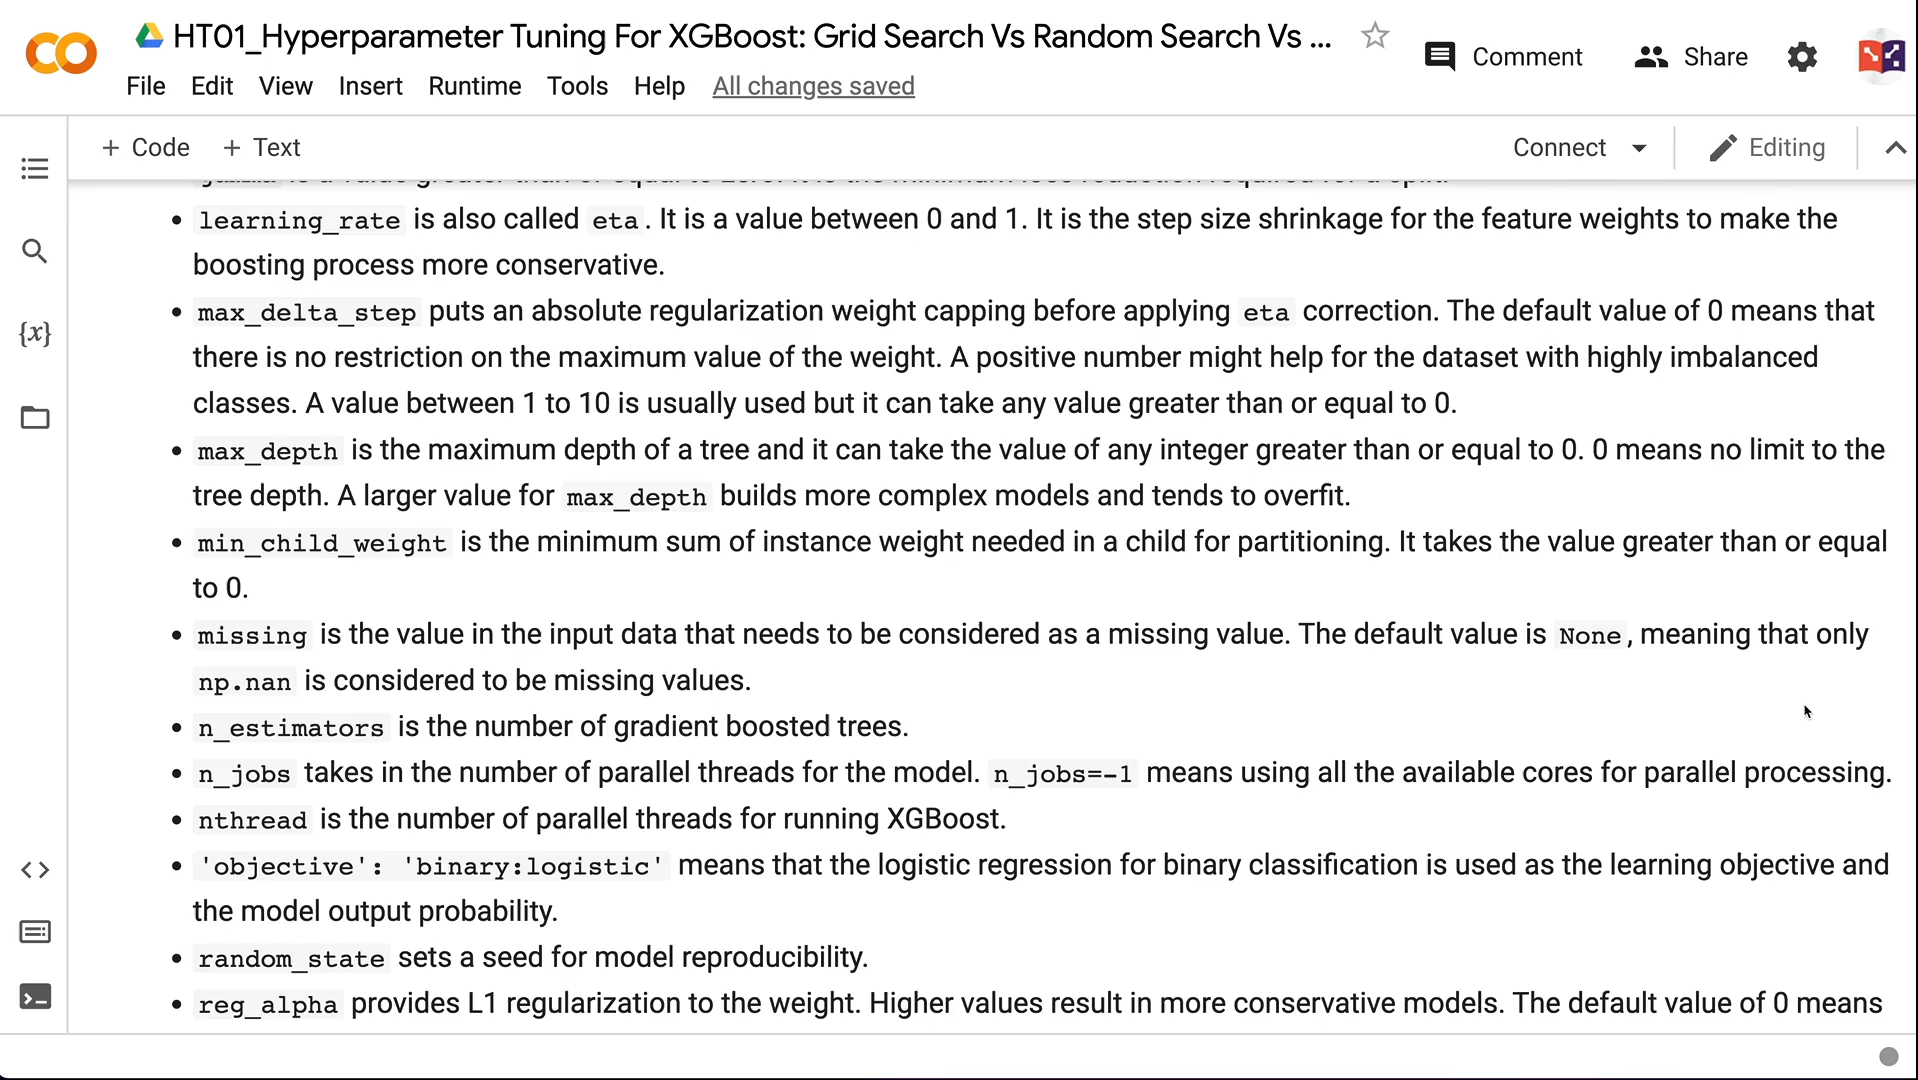 HT01_Hyperparameter Tuning For XGBoost: Grid Search Vs Random Search Vs ...
Comment
Share
File Edit View Insert Runtime Tools Help All changes saved
+ Code + Text
Connect
Editing
learning_rate is also called eta. It is a value between 0 and 1. It is the step size shrinkage for the feature weights to make the
boosting process more conservative.
max_delta_step puts an absolute regularization weight capping before applying eta correction. The default value of 0 means that
there is no restriction on the maximum value of the weight. A positive number might help for the dataset with highly imbalanced
classes. A value between 1 to 10 is usually used but it can take any value greater than or equal to 0.
max_depth is the maximum depth of a tree and it can take the value of any integer greater than or equal to 0. 0 means no limit to the
tree depth. A larger value for max_depth builds more complex models and tends to overfit.
min_child_weight is the minimum sum of instance weight needed in a child for partitioning. It takes the value greater than or equal
to 0.
missing is the value in the input data that needs to be considered as a missing value. The default value is None, meaning that only
np.nan is considered to be missing values.
n_estimators is the number of gradient boosted trees.
n_jobs takes in the number of parallel threads for the model. n_jobs=-1 means using all the available cores for parallel processing.
nthread is the number of parallel threads for running XGBoost.
'objective': 'binary:logistic' means that the logistic regression for binary classification is used as the learning objective and
the model output probability.
random_state sets a seed for model reproducibility.
reg_alpha provides L1 regularization to the weight. Higher values result in more conservative models. The default value of 0 means